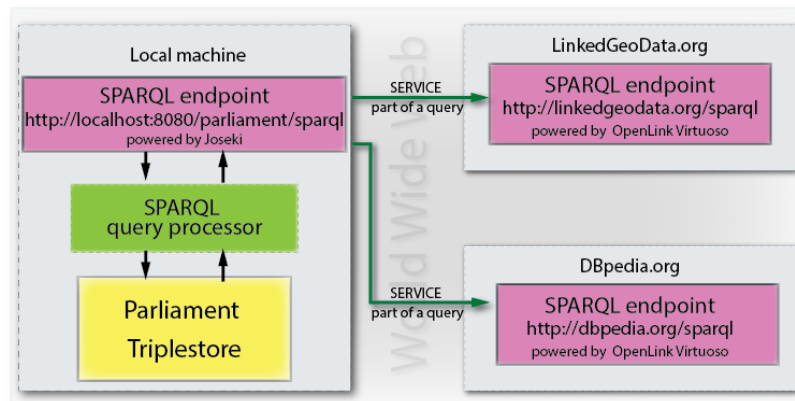 Local machine
SPARQL endpoint
http://localhost:8080/parliament/sparql
powered by Joseki
SPARQL
query processor
Parliament
Triplestore
World Wide Web
SERVICE
part of a query
SERVICE
part of a query
LinkedGeoData.org
SPARQL endpoint
http://linkedgeodata.org/sparql
powered by OpenLink Virtuoso
DBpedia.org
SPARQL endpoint
http://dbpedia.org/sparql
powered by OpenLink Virtuoso